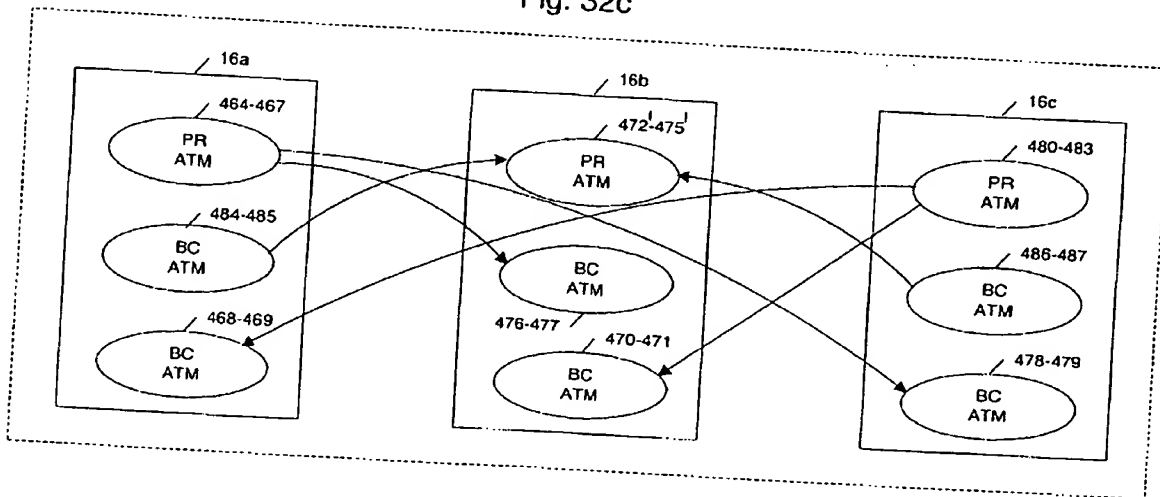 Fig. 32c
16a
464-467
PR
ATM
484-485
BC
ATM
468-469
BC
ATM
16b
472'-475'
PR
ATM
BC
ATM
476-477
470-471
BC
ATM
16c
480-483
PR
ATM
486-487
BC
ATM
478-479
BC
ATM